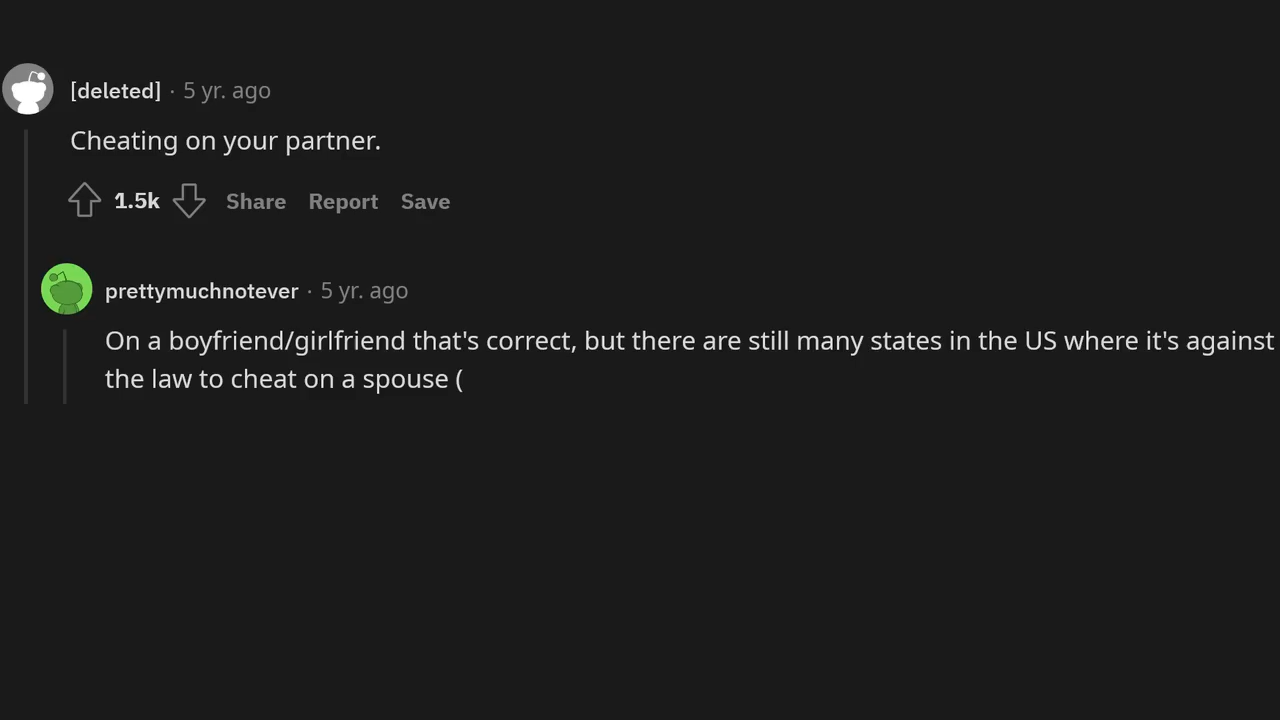 [deleted] · 5 yr. ago
Cheating on your partner.
1.5k Share Report Save
prettymuchnotever · 5 yr. ago
On a boyfriend/girlfriend that's correct, but there are still many states in the US where it's against
the law to cheat on a spouse (